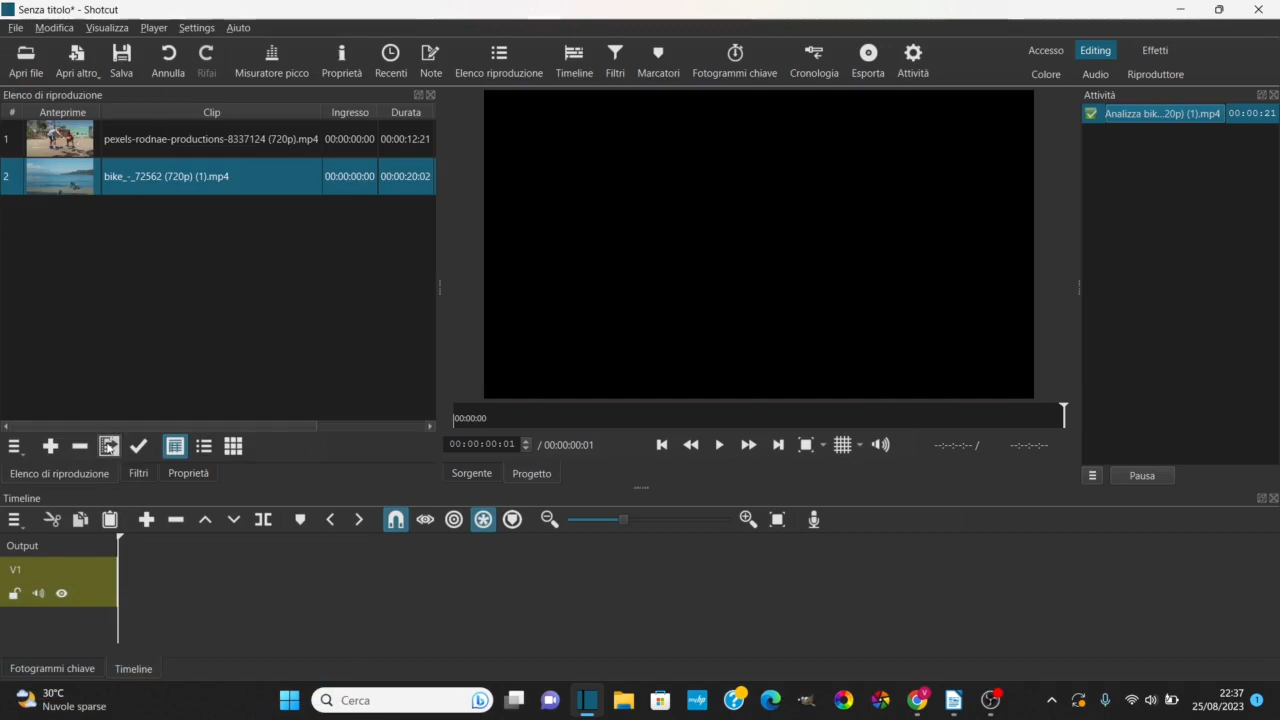 Senza titolo* - Shotcut
File Modifica Visualizza Player Settings Aiuto
Apri file Apri altro Salva Annulla Rifai Misuratore picco Proprietà Recenti Note Elenco riproduzione Timeline Filtri Marcatori Fotogrammi chiave Cronologia Esporta Attività
Accesso Editing Effetti
Colore Audio Riproduttore
Elenco di riproduzione
# Anteprime Clip Ingresso Durata
1 pexels-rodnae-productions-8337124 (720p).mp4 00:00:00:00 00:00:12:21
2 bike_-_72562 (720p) (1).mp4 00:00:00:00 00:00:20:02
Attività
Analizza bik...20p) (1).mp4 00:00:21
00:00:00
00:00:00:01 / 00:00:00:01
--:--:--:-- / --:--:--:--
Elenco di riproduzione Filtri Proprietà
Sorgente Progetto
Pausa
Timeline
Output
V1
Fotogrammi chiave Timeline
30°C
Nuvole sparse
Cerca
myhp
V
22:37
25/08/2023
1